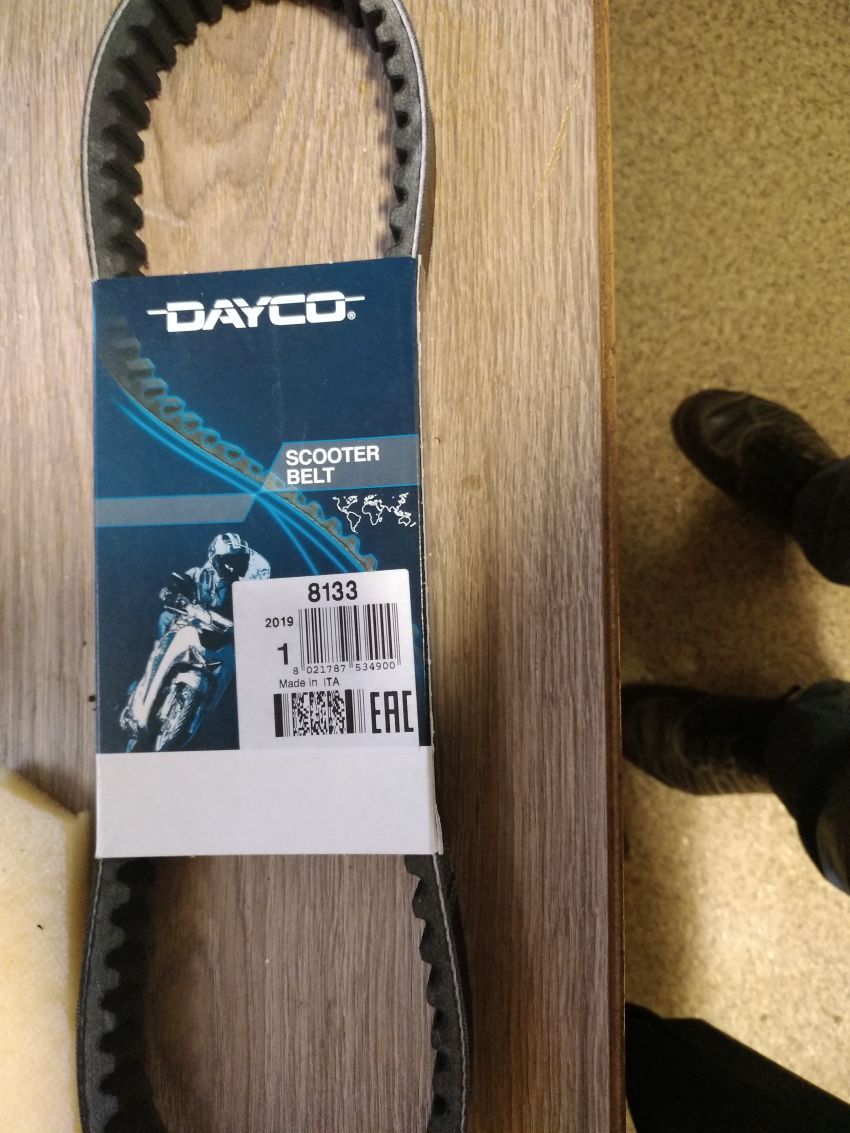 DAYCO®
SCOOTER
BELT
8133
2019
1
8 021787 534900
Made in ITA
EAC